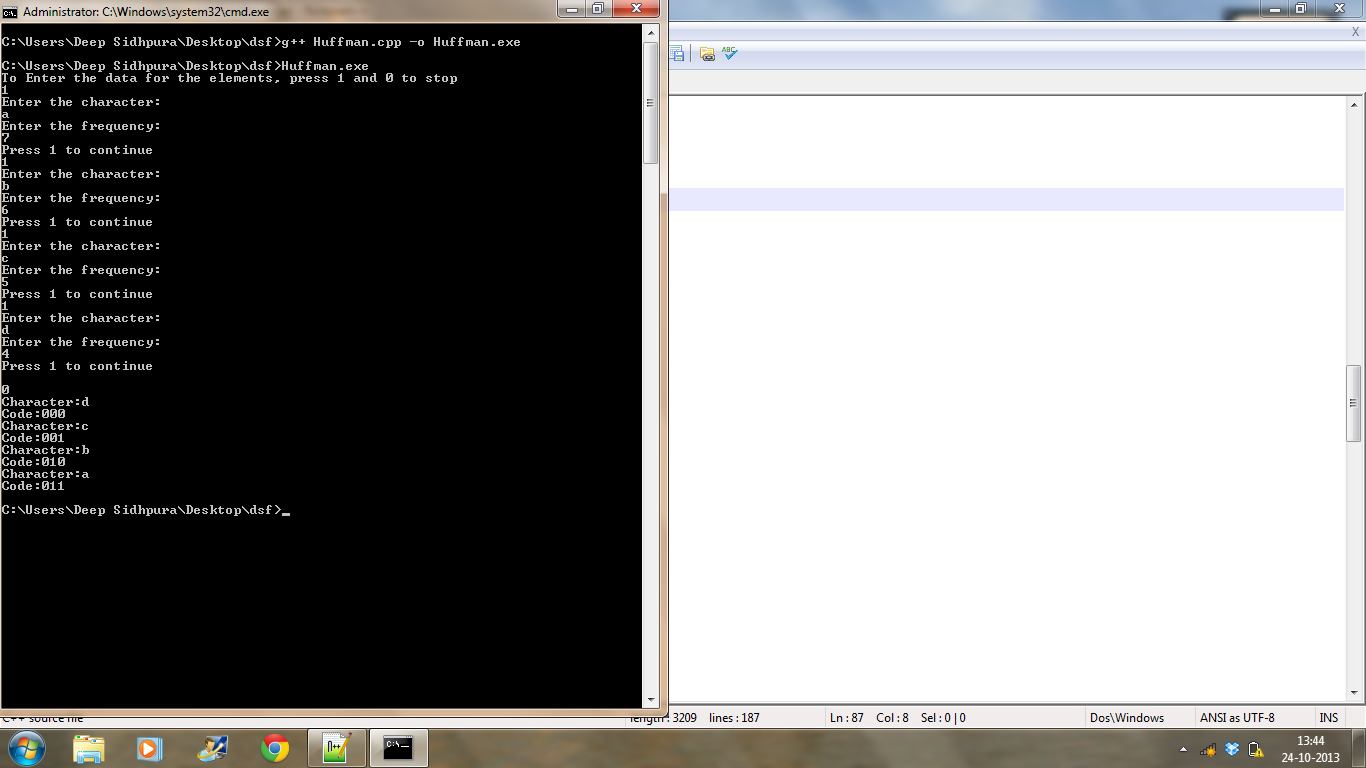 Administrator: C:\Windows\system32\cmd.exe
C:\Users\Deep Sidhpura\Desktop\dsf>g++ Huffman.cpp -o Huffman.exe
C:\Users\Deep Sidhpura\Desktop\dsf>Huffman.exe
To Enter the data for the elements, press 1 and 0 to stop
1
Enter the character:
a
Enter the frequency:
7
Press 1 to continue
1
Enter the character:
b
Enter the frequency:
6
Press 1 to continue
1
Enter the character:
c
Enter the frequency:
5
Press 1 to continue
1
Enter the character:
d
Enter the frequency:
4
Press 1 to continue
0
Character:d
Code:000
Character:c
Code:001
Character:b
Code:010
Character:a
Code:011
C:\Users\Deep Sidhpura\Desktop\dsf>_
ABC
X
C++ source file length : 3209 lines : 187 Ln : 87 Col : 8 Sel : 0 | 0 Dos\Windows ANSI as UTF-8 INS
C:\
13:44
24-10-2013